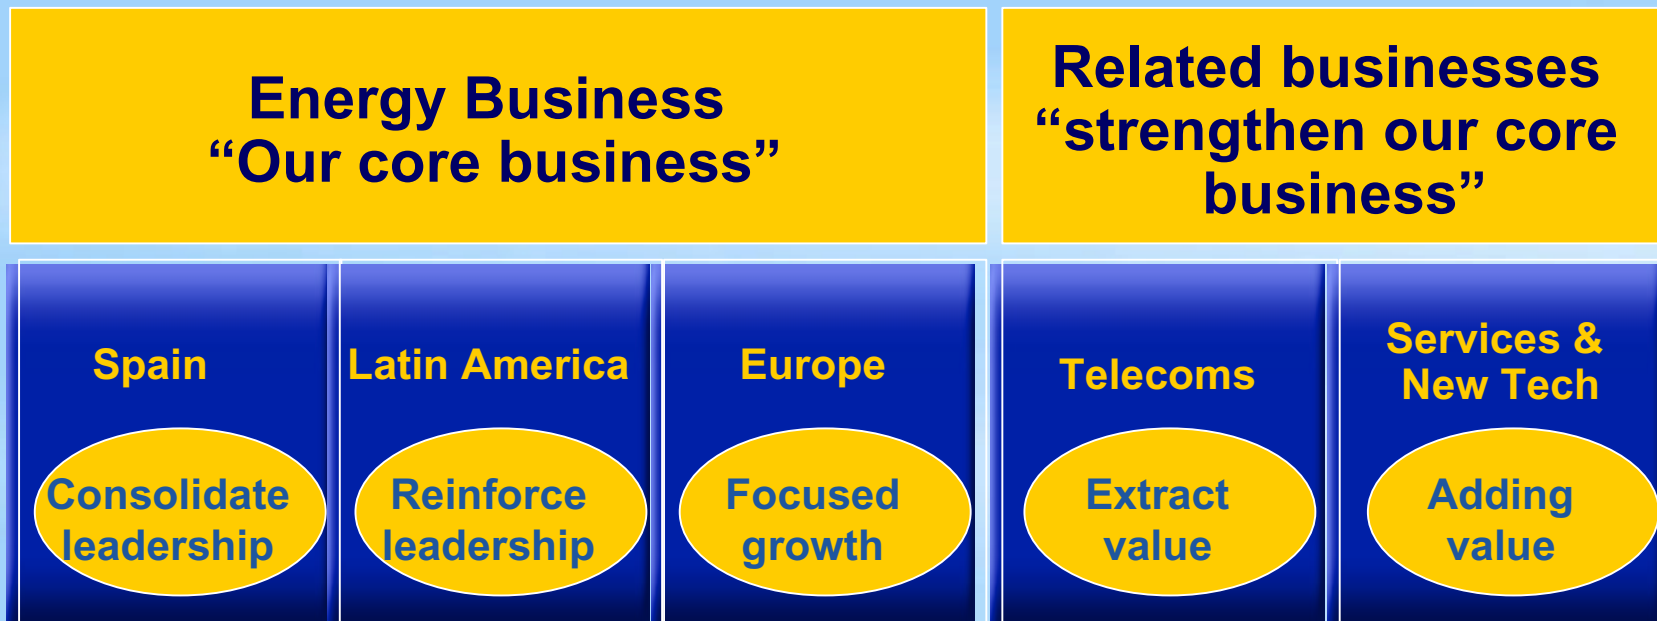 Energy Business
“Our core business”
Related businesses
“strengthen our core
business”
Spain
Consolidate
leadership
Latin America
Reinforce
leadership
Europe
Focused
growth
Telecoms
Extract
value
Services &
New Tech
Adding
value